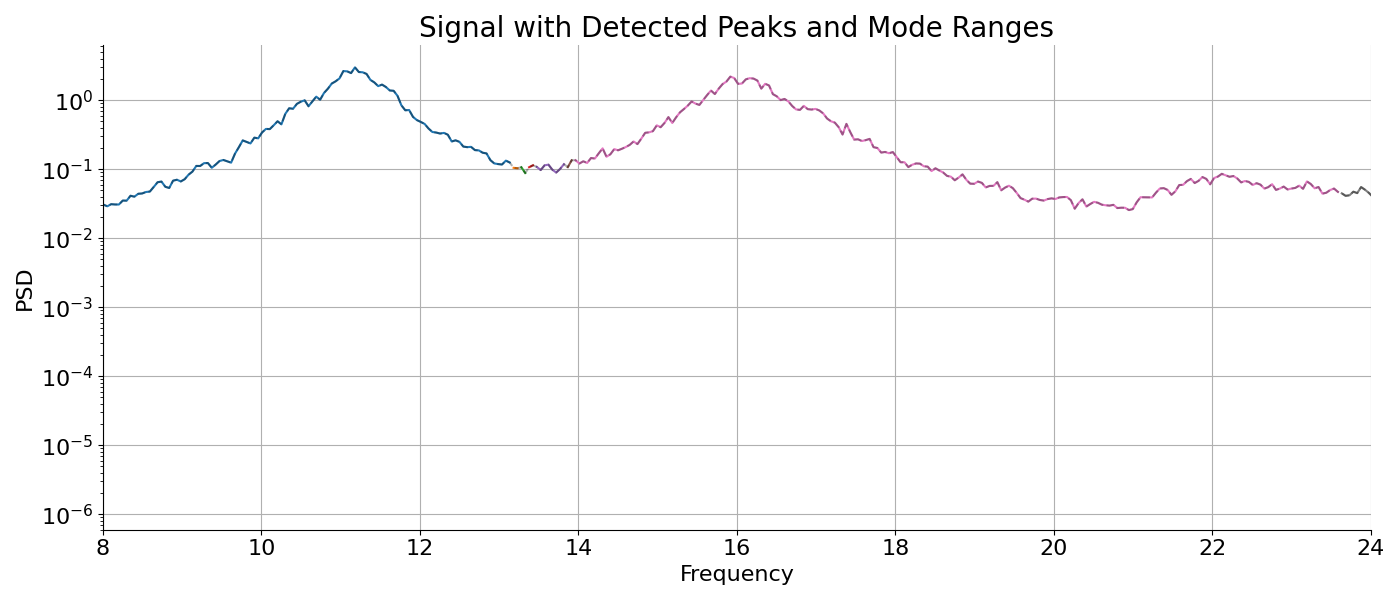 Signal with Detected Peaks and Mode Ranges
PSD
10⁰
10⁻¹
10⁻²
10⁻³
10⁻⁴
10⁻⁵
10⁻⁶
8 10 12 14 16 18 20 22 24
Frequency